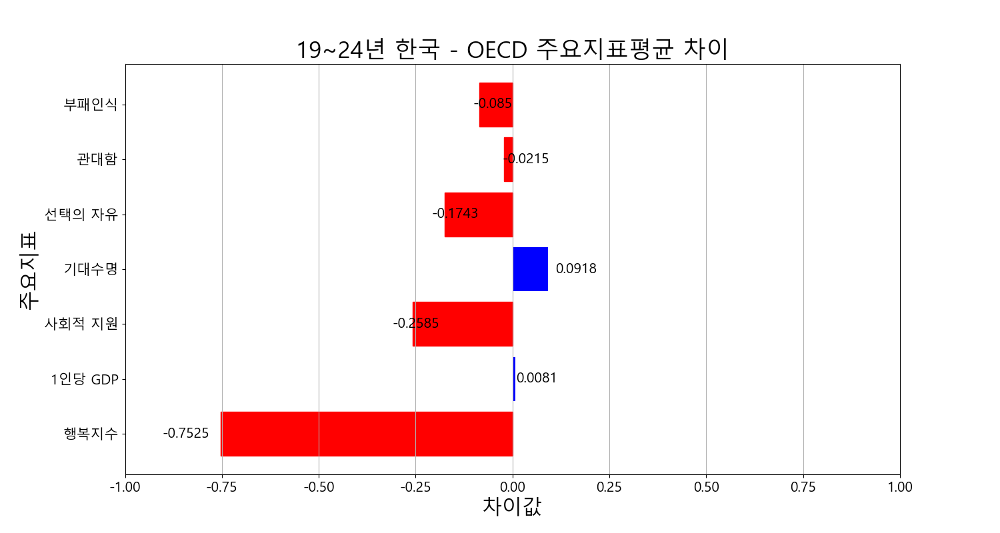 19~24년 한국 - OECD 주요지표평균 차이
주요지표
부패인식
-0.085
관대함
-0.0215
선택의 자유
-0.1743
기대수명
0.0918
사회적 지원
-0.2585
1인당 GDP
0.0081
행복지수
-0.7525
-1.00 -0.75 -0.50 -0.25 0.00 0.25 0.50 0.75 1.00
차이값